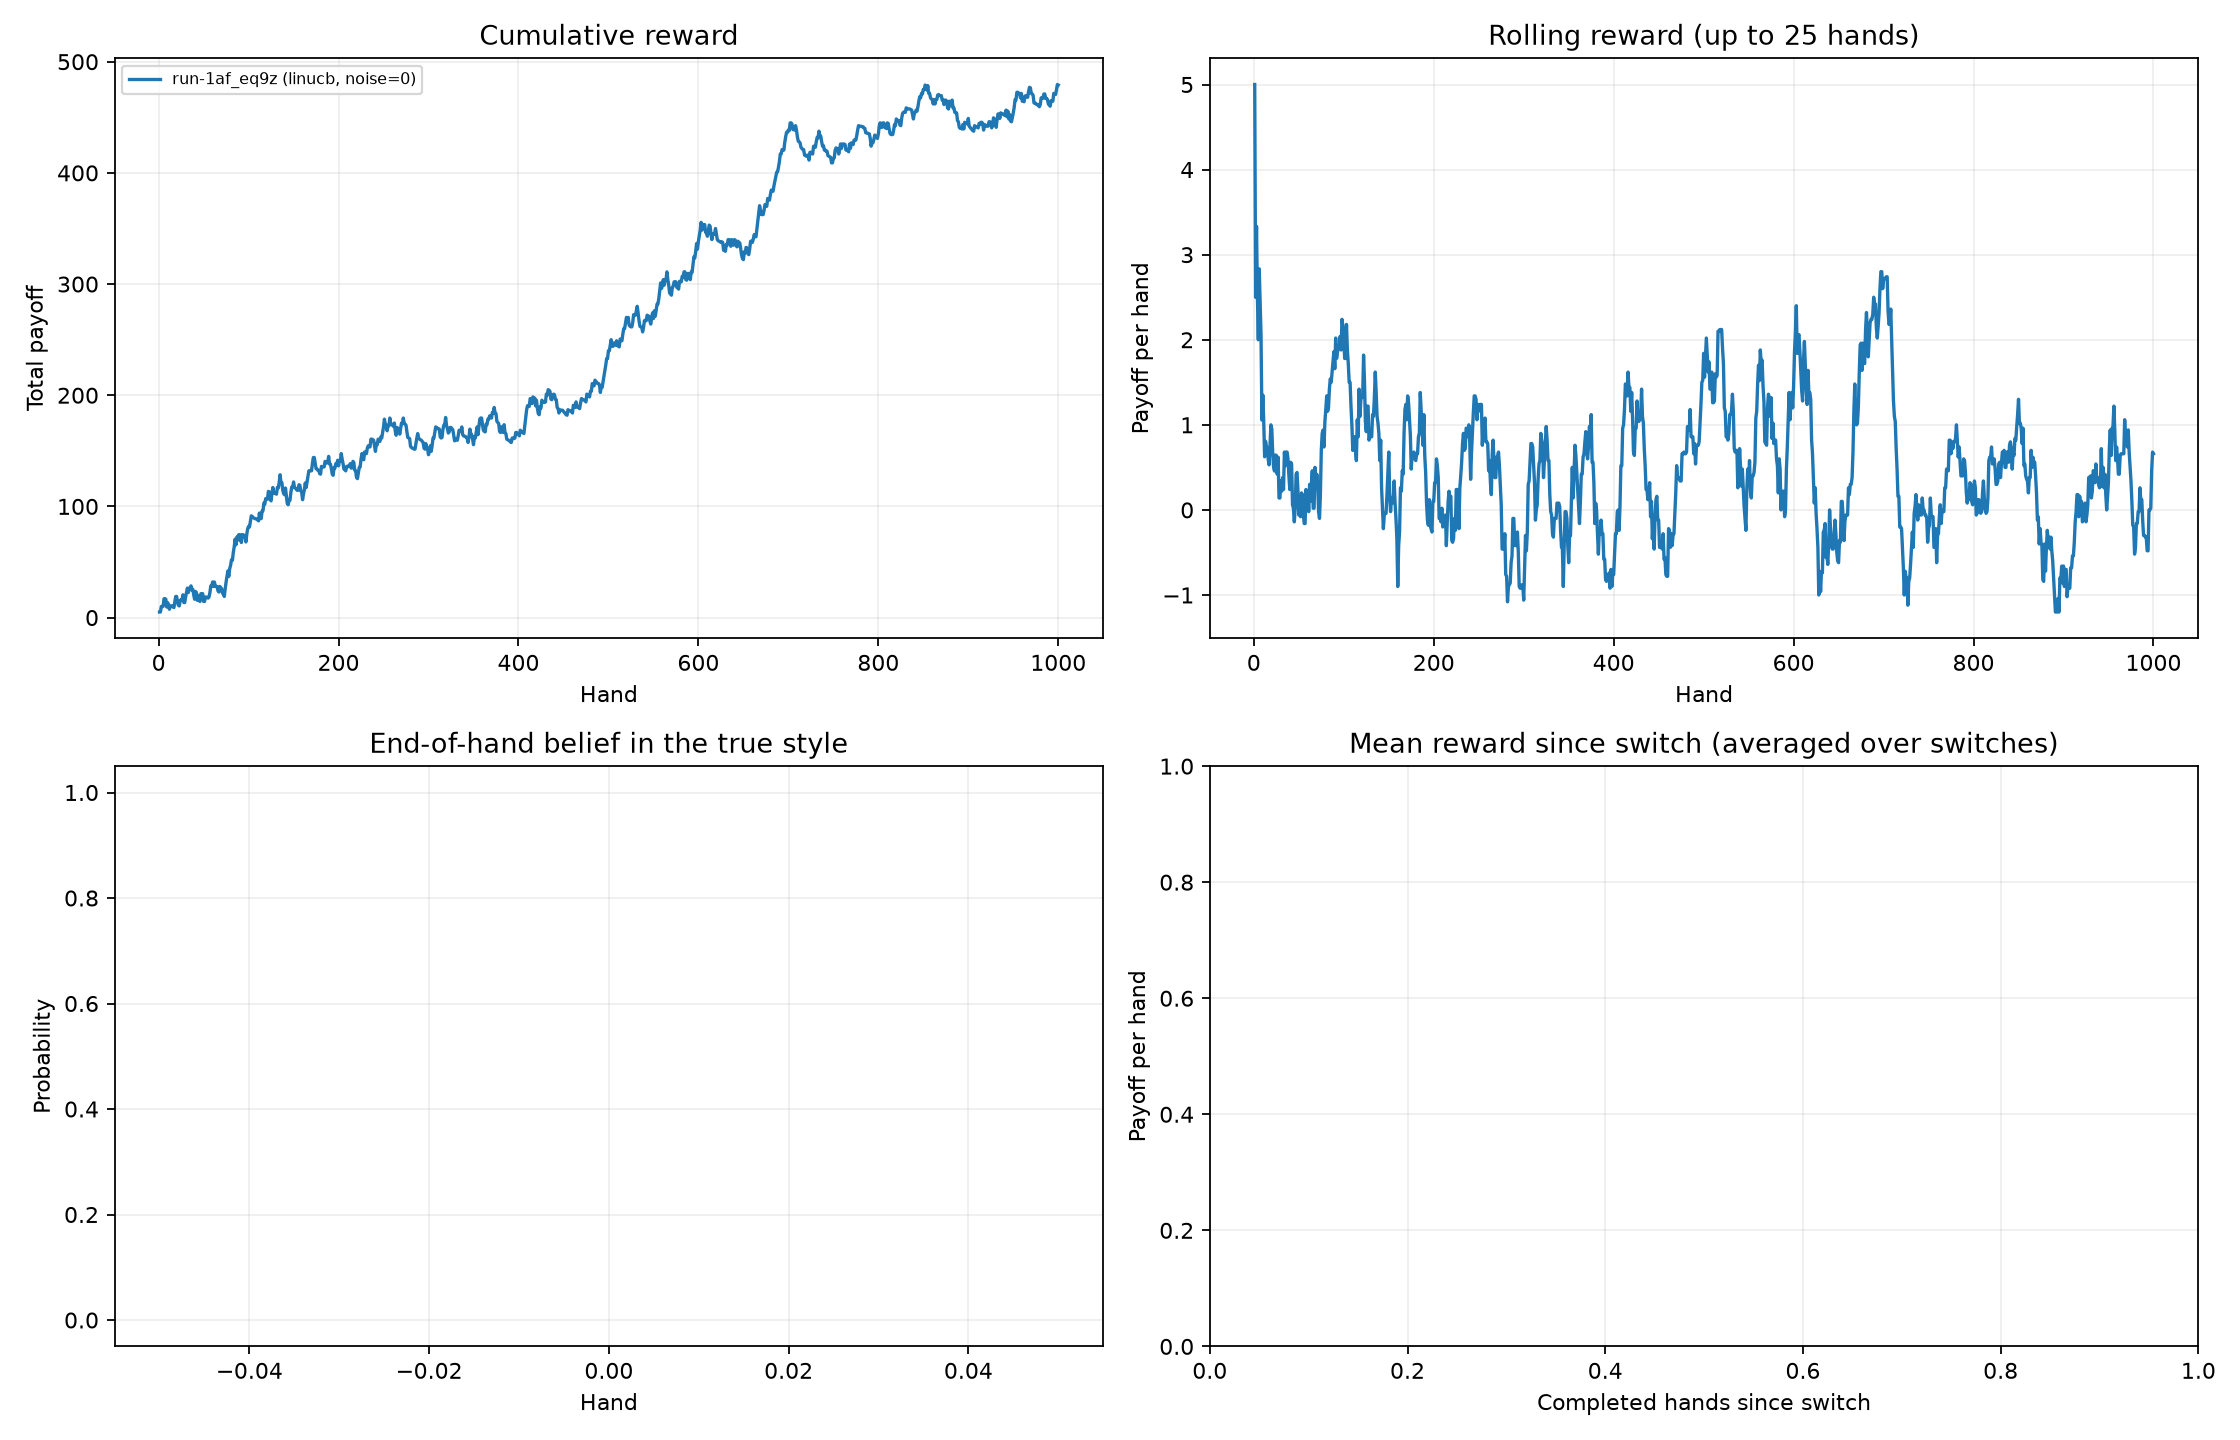 Cumulative reward
500
400
300
200
100
0
Total payoff
run-1af_eq9z (linucb, noise=0)
0 200 400 600 800 1000
Hand
Rolling reward (up to 25 hands)
5
4
3
2
1
0
−1
Payoff per hand
0 200 400 600 800 1000
Hand
End-of-hand belief in the true style
1.0
0.8
0.6
0.4
0.2
0.0
Probability
−0.04 −0.02 0.00 0.02 0.04
Hand
Mean reward since switch (averaged over switches)
1.0
0.8
0.6
0.4
0.2
0.0
Payoff per hand
0.0 0.2 0.4 0.6 0.8 1.0
Completed hands since switch